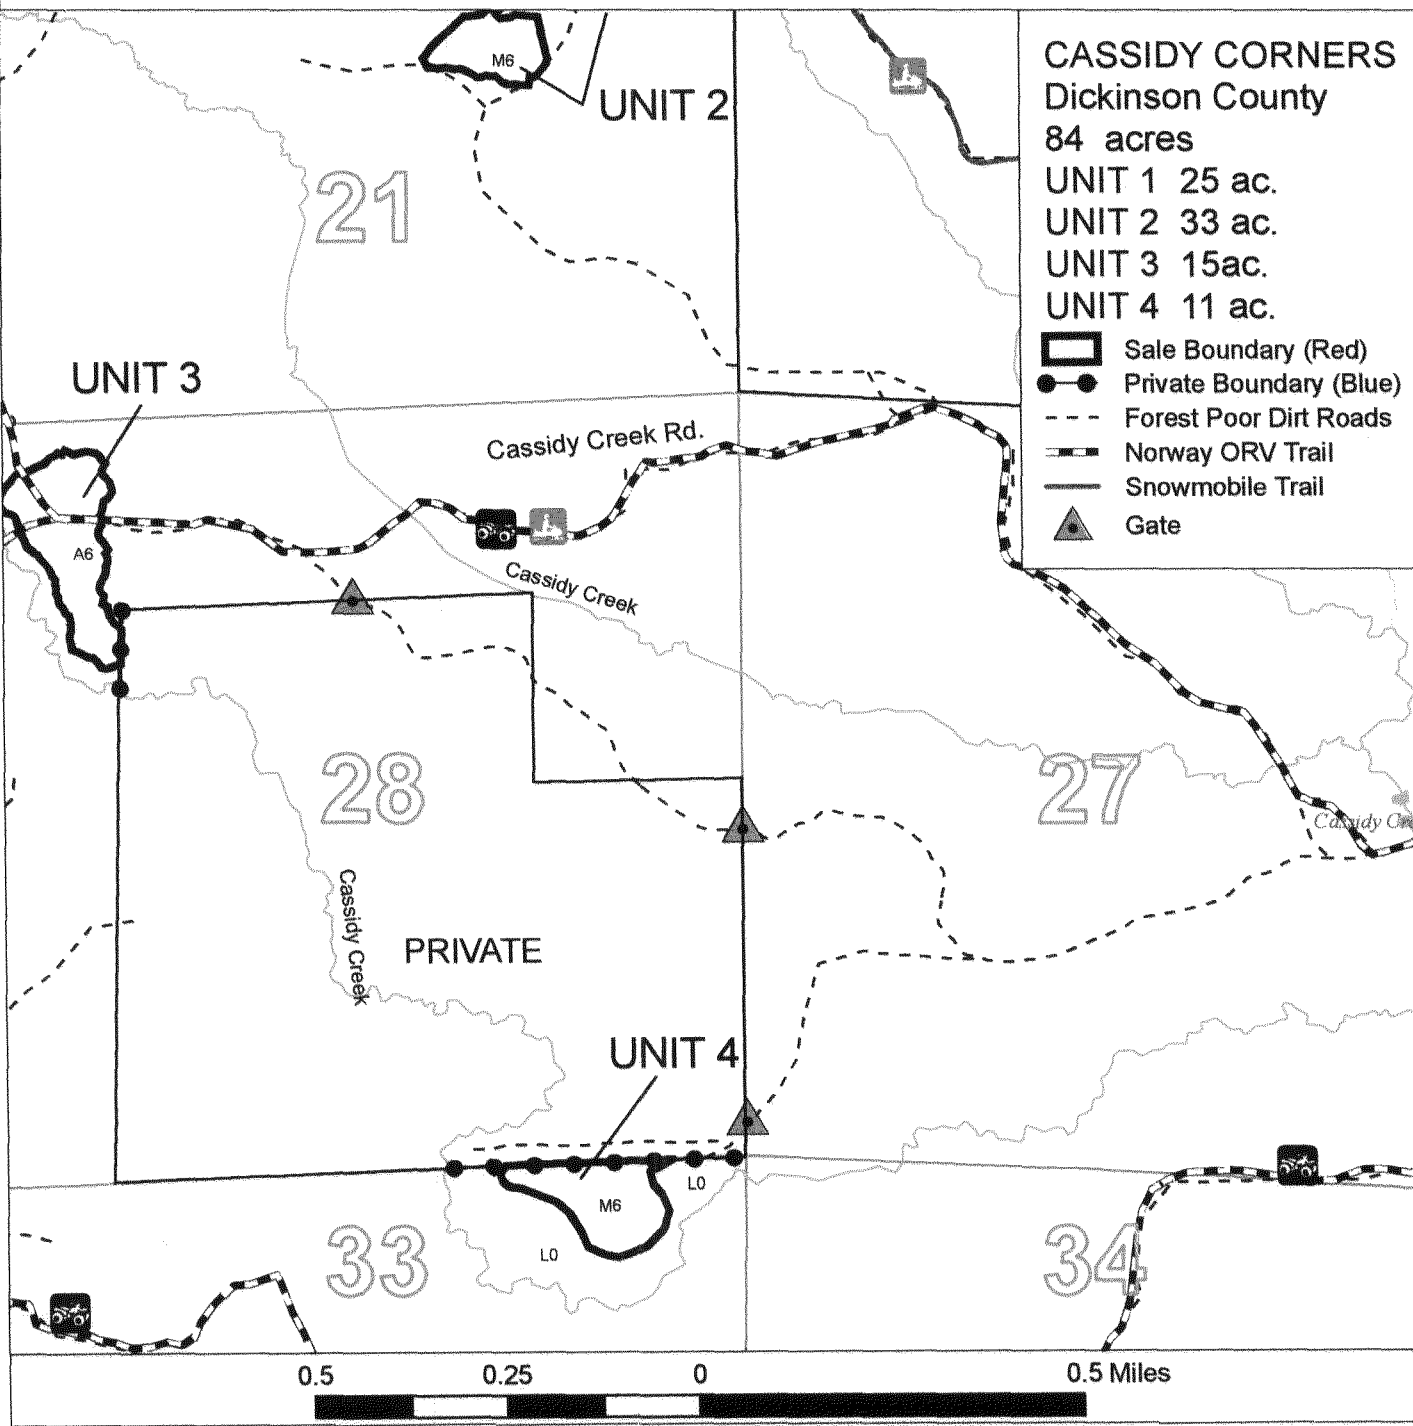 CASSIDY CORNERS
Dickinson County
84 acres
UNIT 1 25 ac.
UNIT 2 33 ac.
UNIT 3 15ac.
UNIT 4 11 ac.
Sale Boundary (Red)
Private Boundary (Blue)
Forest Poor Dirt Roads
Norway ORV Trail
Snowmobile Trail
Gate
M6
UNIT 2
21
UNIT 3
Cassidy Creek Rd.
A6
Cassidy Creek
28
27
Cassidy
Cassidy Creek
PRIVATE
UNIT 4
L0
M6
L0
33
34
0.5 0.25 0 0.5 Miles